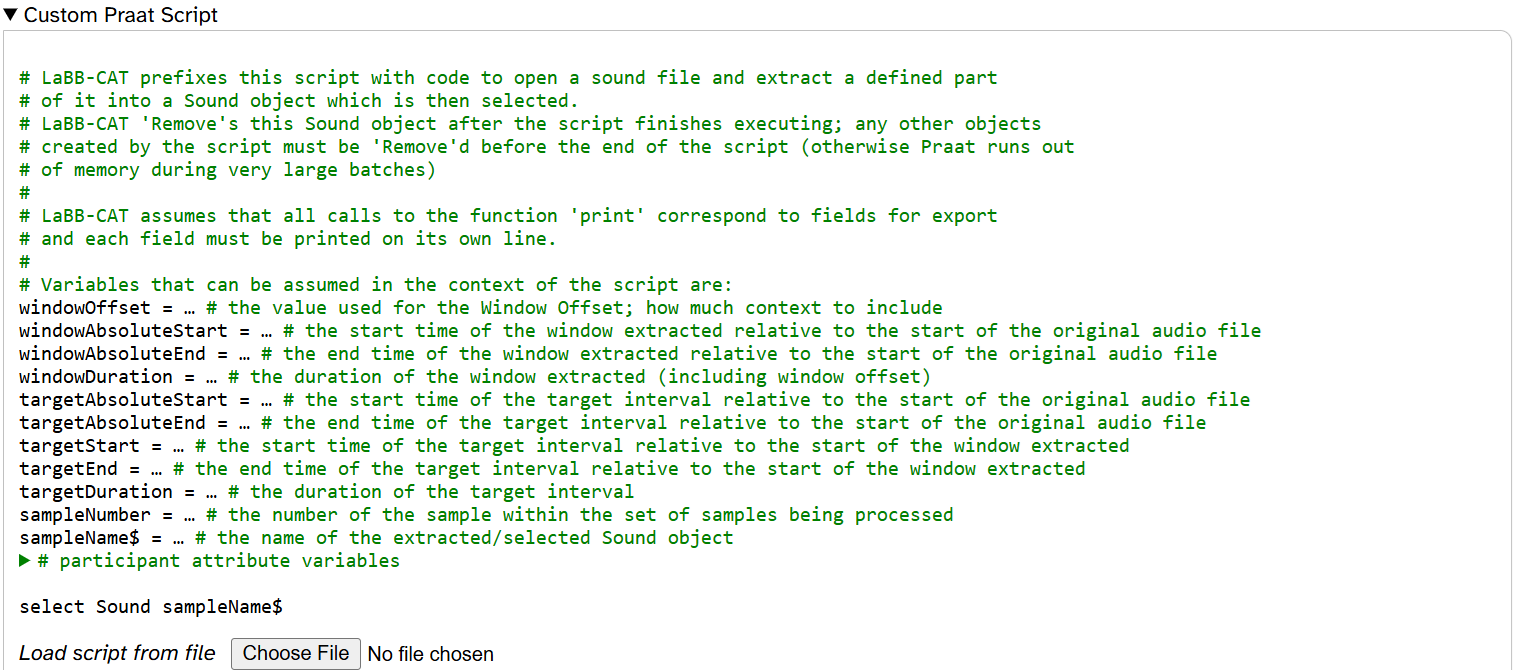 ▼ Custom Praat Script
# LaBB-CAT prefixes this script with code to open a sound file and extract a defined part
# of it into a Sound object which is then selected.
# LaBB-CAT 'Remove's this Sound object after the script finishes executing; any other objects
# created by the script must be 'Remove'd before the end of the script (otherwise Praat runs out
# of memory during very large batches)
#
# LaBB-CAT assumes that all calls to the function 'print' correspond to fields for export
# and each field must be printed on its own line.
#
# Variables that can be assumed in the context of the script are:
windowOffset = … # the value used for the Window Offset; how much context to include
windowAbsoluteStart = … # the start time of the window extracted relative to the start of the original audio file
windowAbsoluteEnd = … # the end time of the window extracted relative to the start of the original audio file
windowDuration = … # the duration of the window extracted (including window offset)
targetAbsoluteStart = … # the start time of the target interval relative to the start of the original audio file
targetAbsoluteEnd = … # the end time of the target interval relative to the start of the original audio file
targetStart = … # the start time of the target interval relative to the start of the window extracted
targetEnd = … # the end time of the target interval relative to the start of the window extracted
targetDuration = … # the duration of the target interval
sampleNumber = … # the number of the sample within the set of samples being processed
sampleName$ = … # the name of the extracted/selected Sound object
▶ # participant attribute variables
select Sound sampleName$
Load script from file Choose File No file chosen